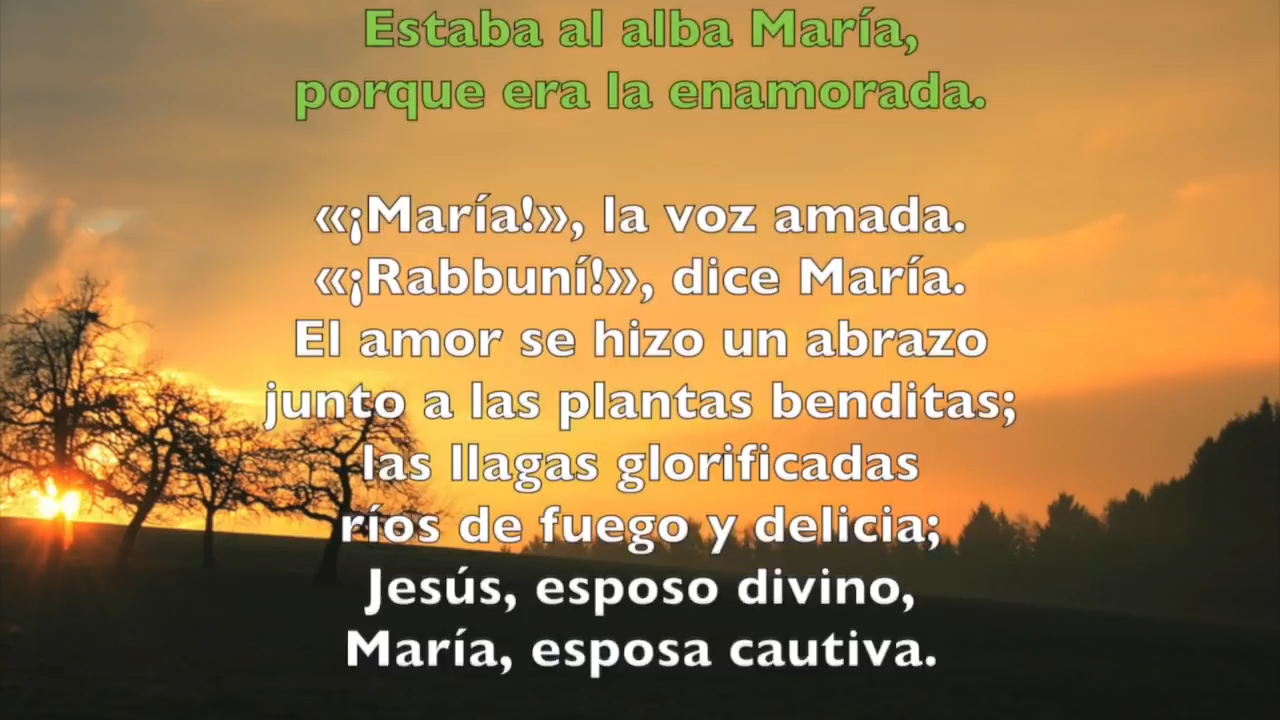 Estaba al alba María,
porque era la enamorada.
«¡María!», la voz amada.
«¡Rabbuní!», dice María.
El amor se hizo un abrazo
junto a las plantas benditas;
las llagas glorificadas
ríos de fuego y delicia;
Jesús, esposo divino,
María, esposa cautiva.